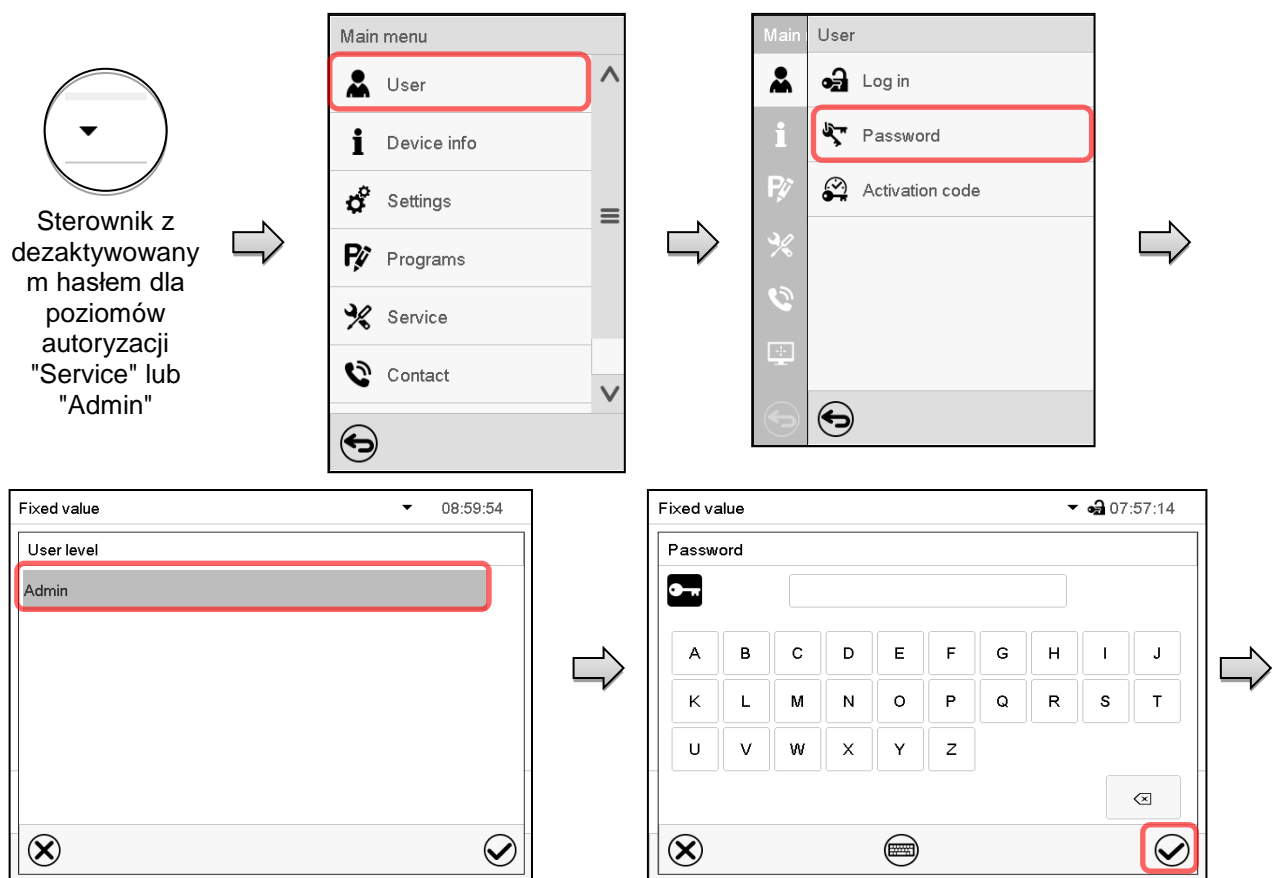 Sterownik z
dezaktywowany
m hasłem dla
poziomów
autoryzacji
"Service" lub
"Admin"
Main menu
User
Device info
Settings
Programs
Service
Contact
Main
User
Log in
Password
Activation code
Fixed value 08:59:54
User level
Admin
Fixed value 07:57:14
Password
A B C D E F G H I J
K L M N O P Q R S T
U V W X Y Z